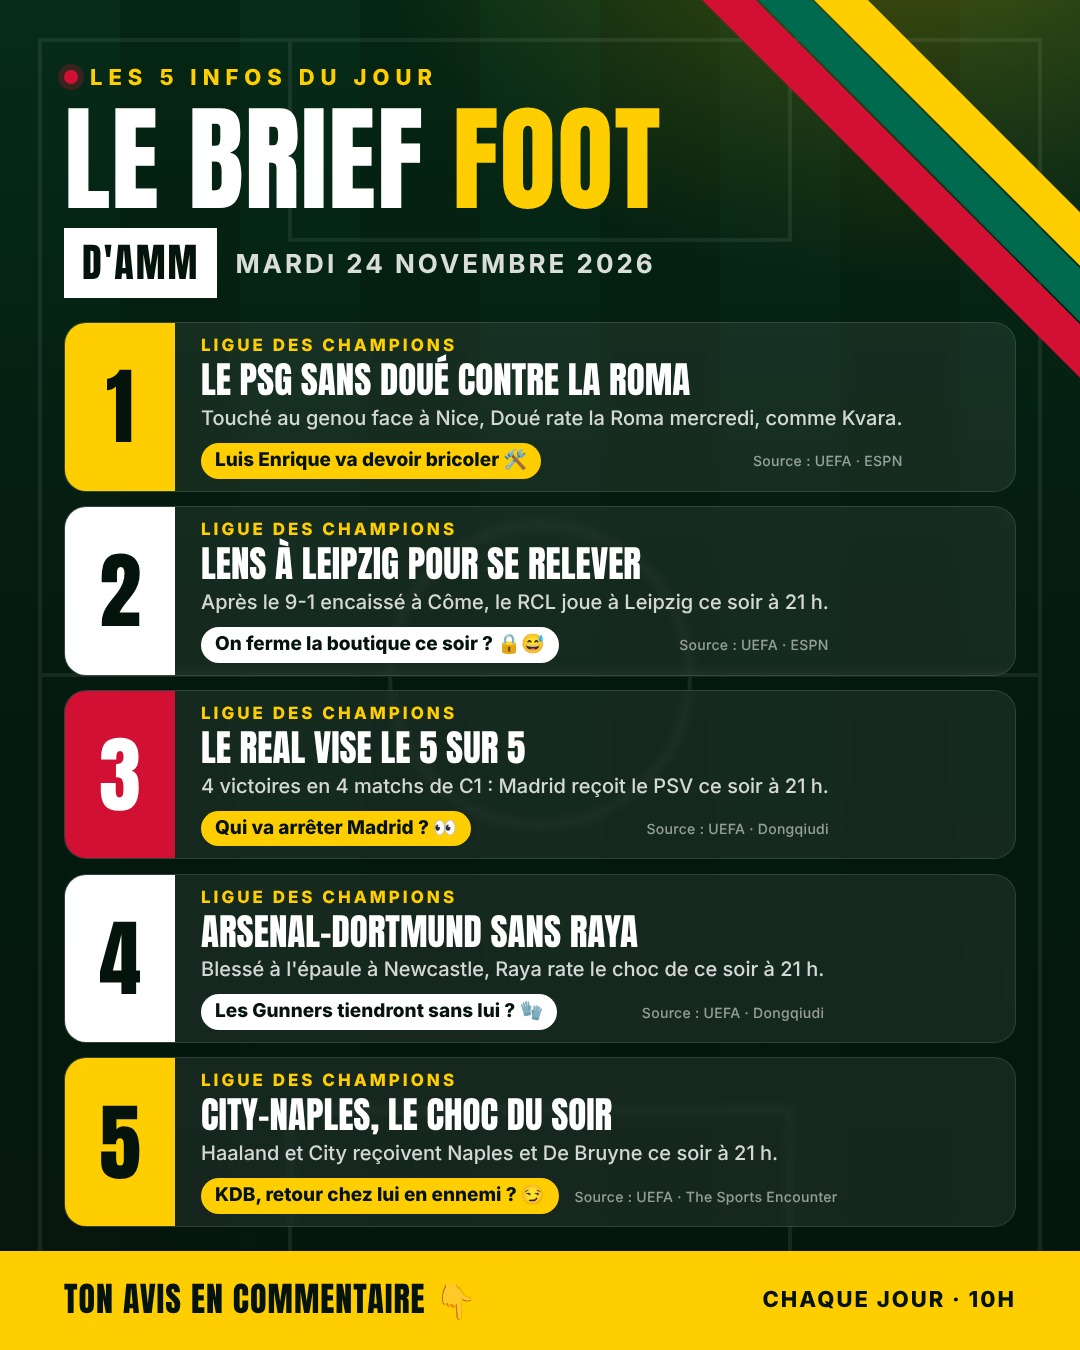 LES 5 INFOS DU JOUR
LE BRIEF FOOT
D'AMM
MARDI 24 NOVEMBRE 2026
1
LIGUE DES CHAMPIONS
LE PSG SANS DOUÉ CONTRE LA ROMA
Touché au genou face à Nice, Doué rate la Roma mercredi, comme Kvara.
Luis Enrique va devoir bricoler 🛠️
Source : UEFA · ESPN
2
LIGUE DES CHAMPIONS
LENS À LEIPZIG POUR SE RELEVER
Après le 9-1 encaissé à Côme, le RCL joue à Leipzig ce soir à 21 h.
On ferme la boutique ce soir ? 🔒😅
Source : UEFA · ESPN
3
LIGUE DES CHAMPIONS
LE REAL VISE LE 5 SUR 5
4 victoires en 4 matchs de C1 : Madrid reçoit le PSV ce soir à 21 h.
Qui va arrêter Madrid ? 👀
Source : UEFA · Dongqiudi
4
LIGUE DES CHAMPIONS
ARSENAL-DORTMUND SANS RAYA
Blessé à l'épaule à Newcastle, Raya rate le choc de ce soir à 21 h.
Les Gunners tiendront sans lui ? 🧤
Source : UEFA · Dongqiudi
5
LIGUE DES CHAMPIONS
CITY-NAPLES, LE CHOC DU SOIR
Haaland et City reçoivent Naples et De Bruyne ce soir à 21 h.
KDB, retour chez lui en ennemi ? 😏
Source : UEFA · The Sports Encounter
TON AVIS EN COMMENTAIRE 👇
CHAQUE JOUR · 10H